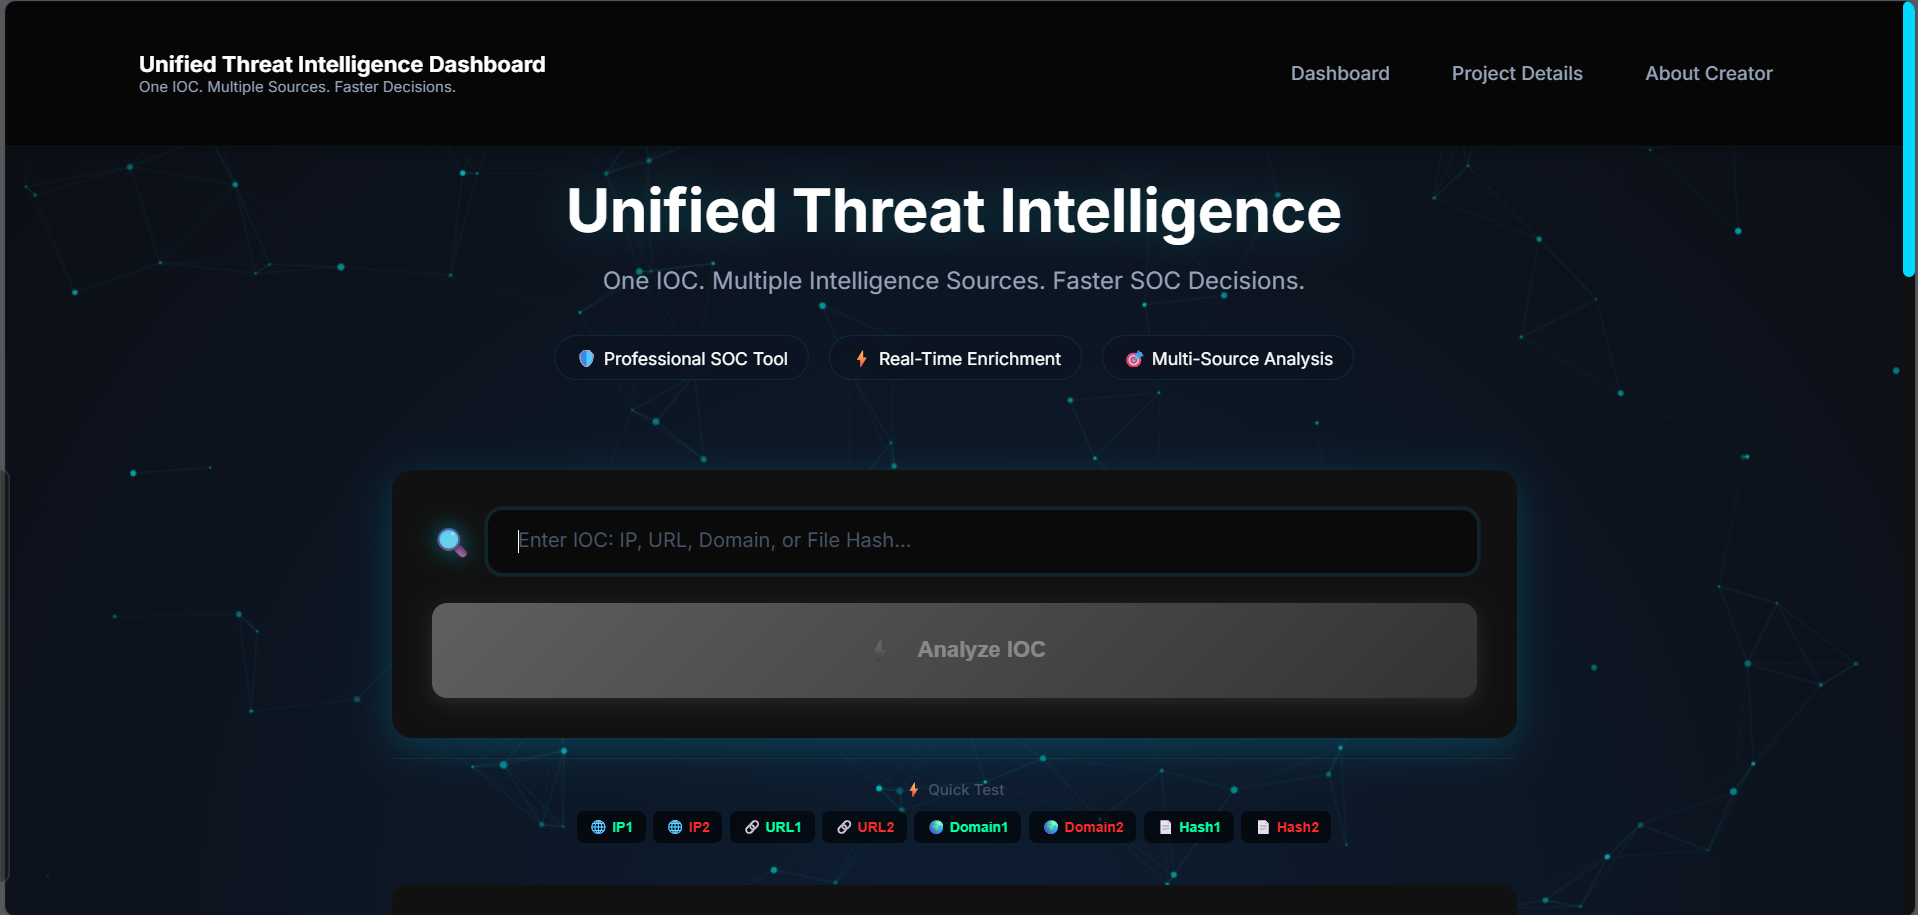 Unified Threat Intelligence Dashboard
One IOC. Multiple Sources. Faster Decisions.
Dashboard
Project Details
About Creator
Unified Threat Intelligence
One IOC. Multiple Intelligence Sources. Faster SOC Decisions.
Professional SOC Tool
Real-Time Enrichment
Multi-Source Analysis
Enter IOC: IP, URL, Domain, or File Hash...
Analyze IOC
Quick Test
IP1
IP2
URL1
URL2
Domain1
Domain2
Hash1
Hash2